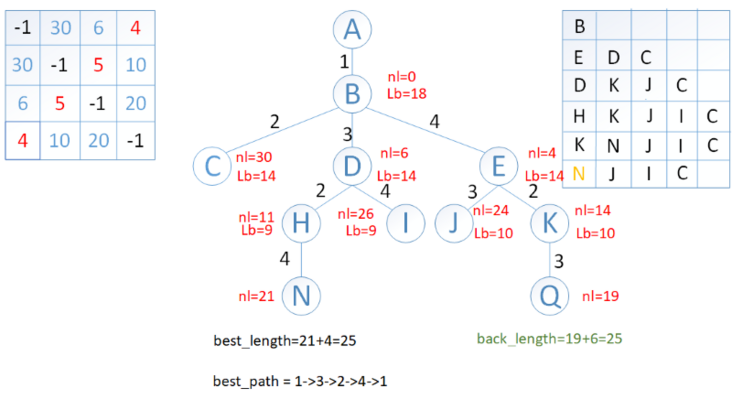 -1 30 6 4
30 -1 5 10
6 5 -1 20
4 10 20 -1
A
1
B
nl=0
Lb=18
2
3
4
C
nl=30
Lb=14
D
nl=6
Lb=14
E
nl=4
Lb=14
2
4
3
2
nl=11
Lb=9
H
nl=26
Lb=9
I
J
nl=24
Lb=10
K
nl=14
Lb=10
4
3
nl=21
N
Q
nl=19
best_length=21+4=25
back_length=19+6=25
best_path = 1->3->2->4->1
B
E D C
D K J C
H K J I C
K N J I C
N J I C